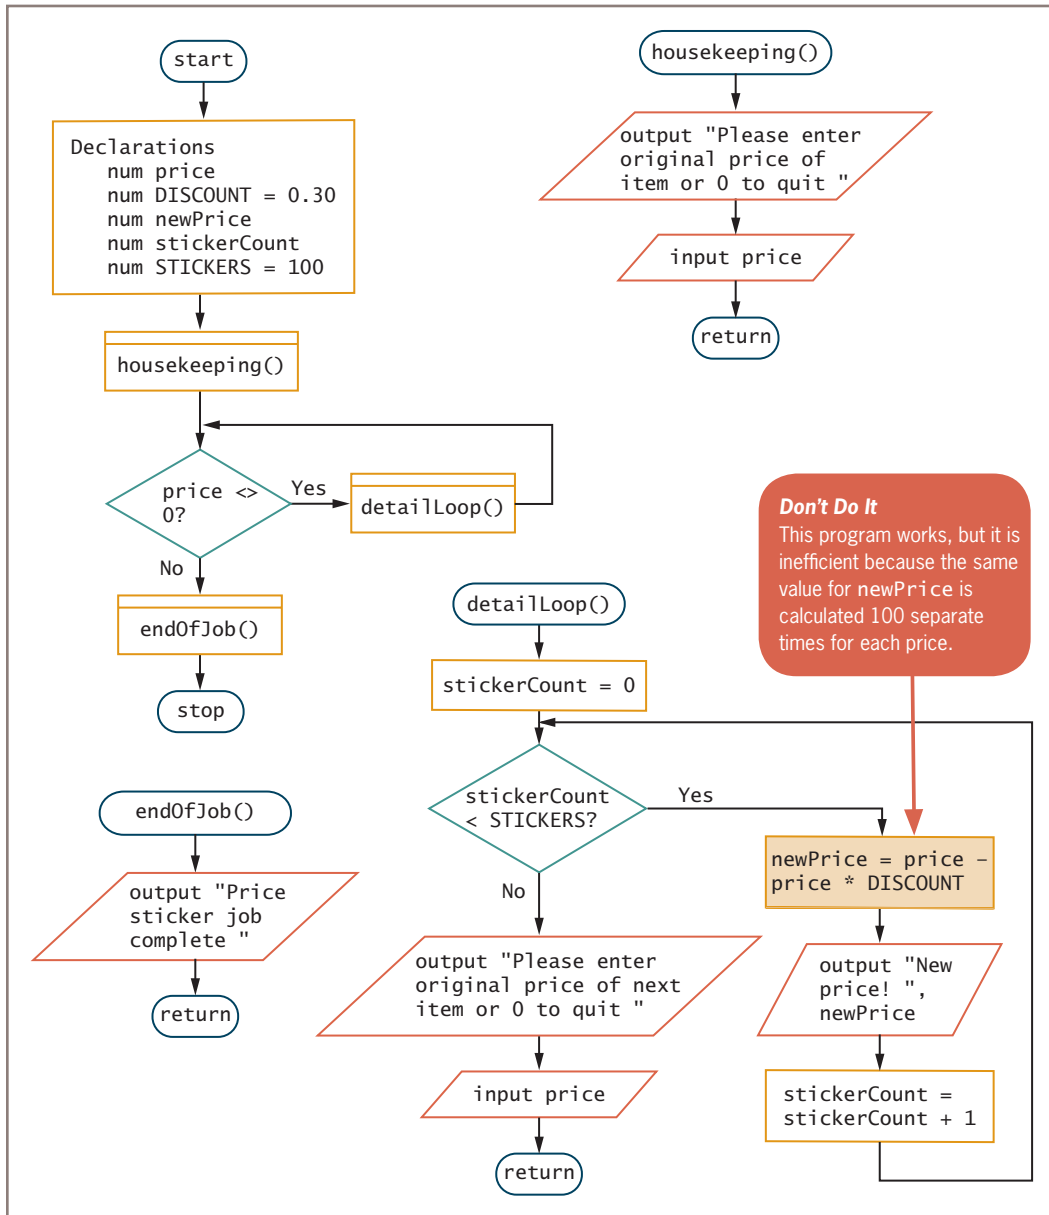 start
Declarations
num price
num DISCOUNT = 0.30
num newPrice
num stickerCount
num STICKERS = 100
housekeeping()
price <>
0?
Yes
detailLoop()
No
endOfJob()
stop
housekeeping()
output "Please enter
original price of
item or 0 to quit "
input price
return
endOfJob()
output "Price
sticker job
complete "
return
detailLoop()
stickerCount = 0
stickerCount
< STICKERS?
Yes
No
output "Please enter
original price of next
item or 0 to quit "
input price
return
Don't Do It
This program works, but it is
inefficient because the same
value for newPrice is
calculated 100 separate
times for each price.
newPrice = price –
price * DISCOUNT
output "New
price! ",
newPrice
stickerCount =
stickerCount + 1